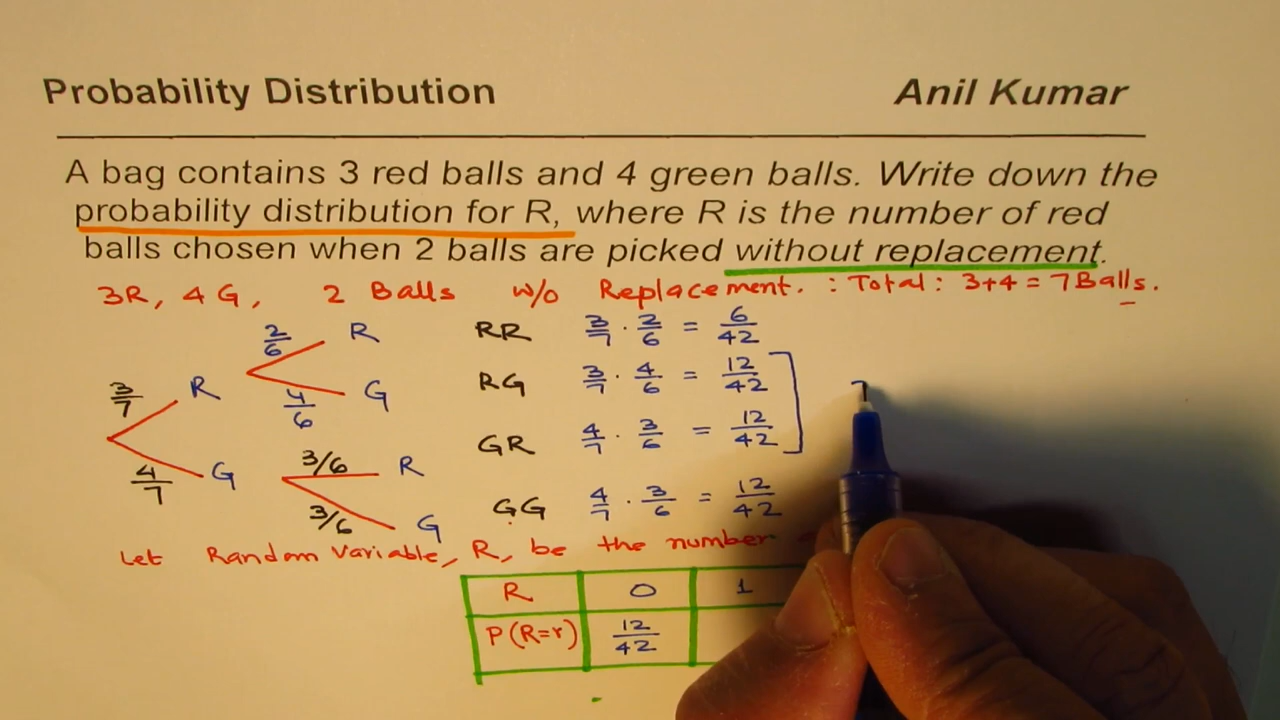 Probability Distribution Anil Kumar
A bag contains 3 red balls and 4 green balls. Write down the
probability distribution for R, where R is the number of red
balls chosen when 2 balls are picked without replacement.
3R, 4G, 2 Balls w/o Replacement. : Total: 3+4 = 7 Balls.
2/6 R RR 3/7 · 2/6 = 6/42
3/7 R 4/6 G RG 3/7 · 4/6 = 12/42
4/7 G 3/6 R GR 4/7 · 3/6 = 12/42
3/6 G GG 4/7 · 3/6 = 12/42
Let Random Variable, R, be the number
R 0 1
P(R=r) 12/42